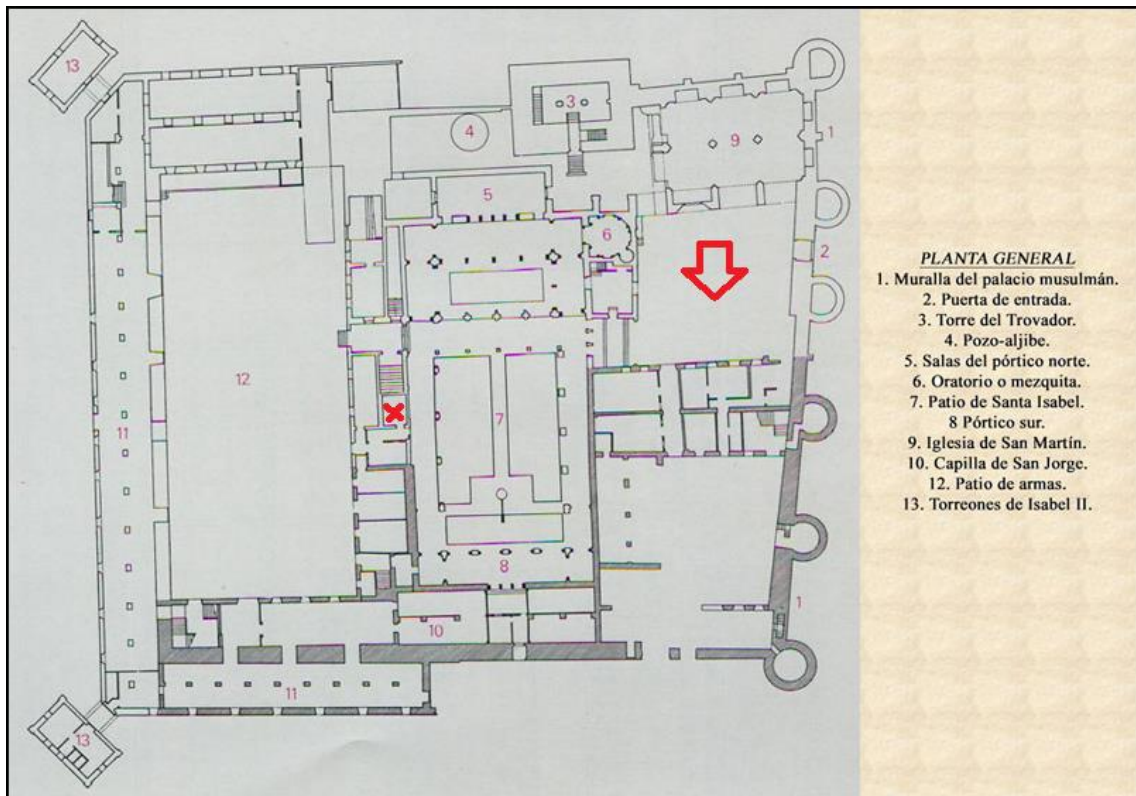 13
3
4
9
1
5
6
2
12
7
11
8
1
10
11
13
PLANTA GENERAL
1. Muralla del palacio musulmán.
2. Puerta de entrada.
3. Torre del Trovador.
4. Pozo-aljibe.
5. Salas del pórtico norte.
6. Oratorio o mezquita.
7. Patio de Santa Isabel.
8 Pórtico sur.
9. Iglesia de San Martín.
10. Capilla de San Jorge.
12. Patio de armas.
13. Torreones de Isabel II.